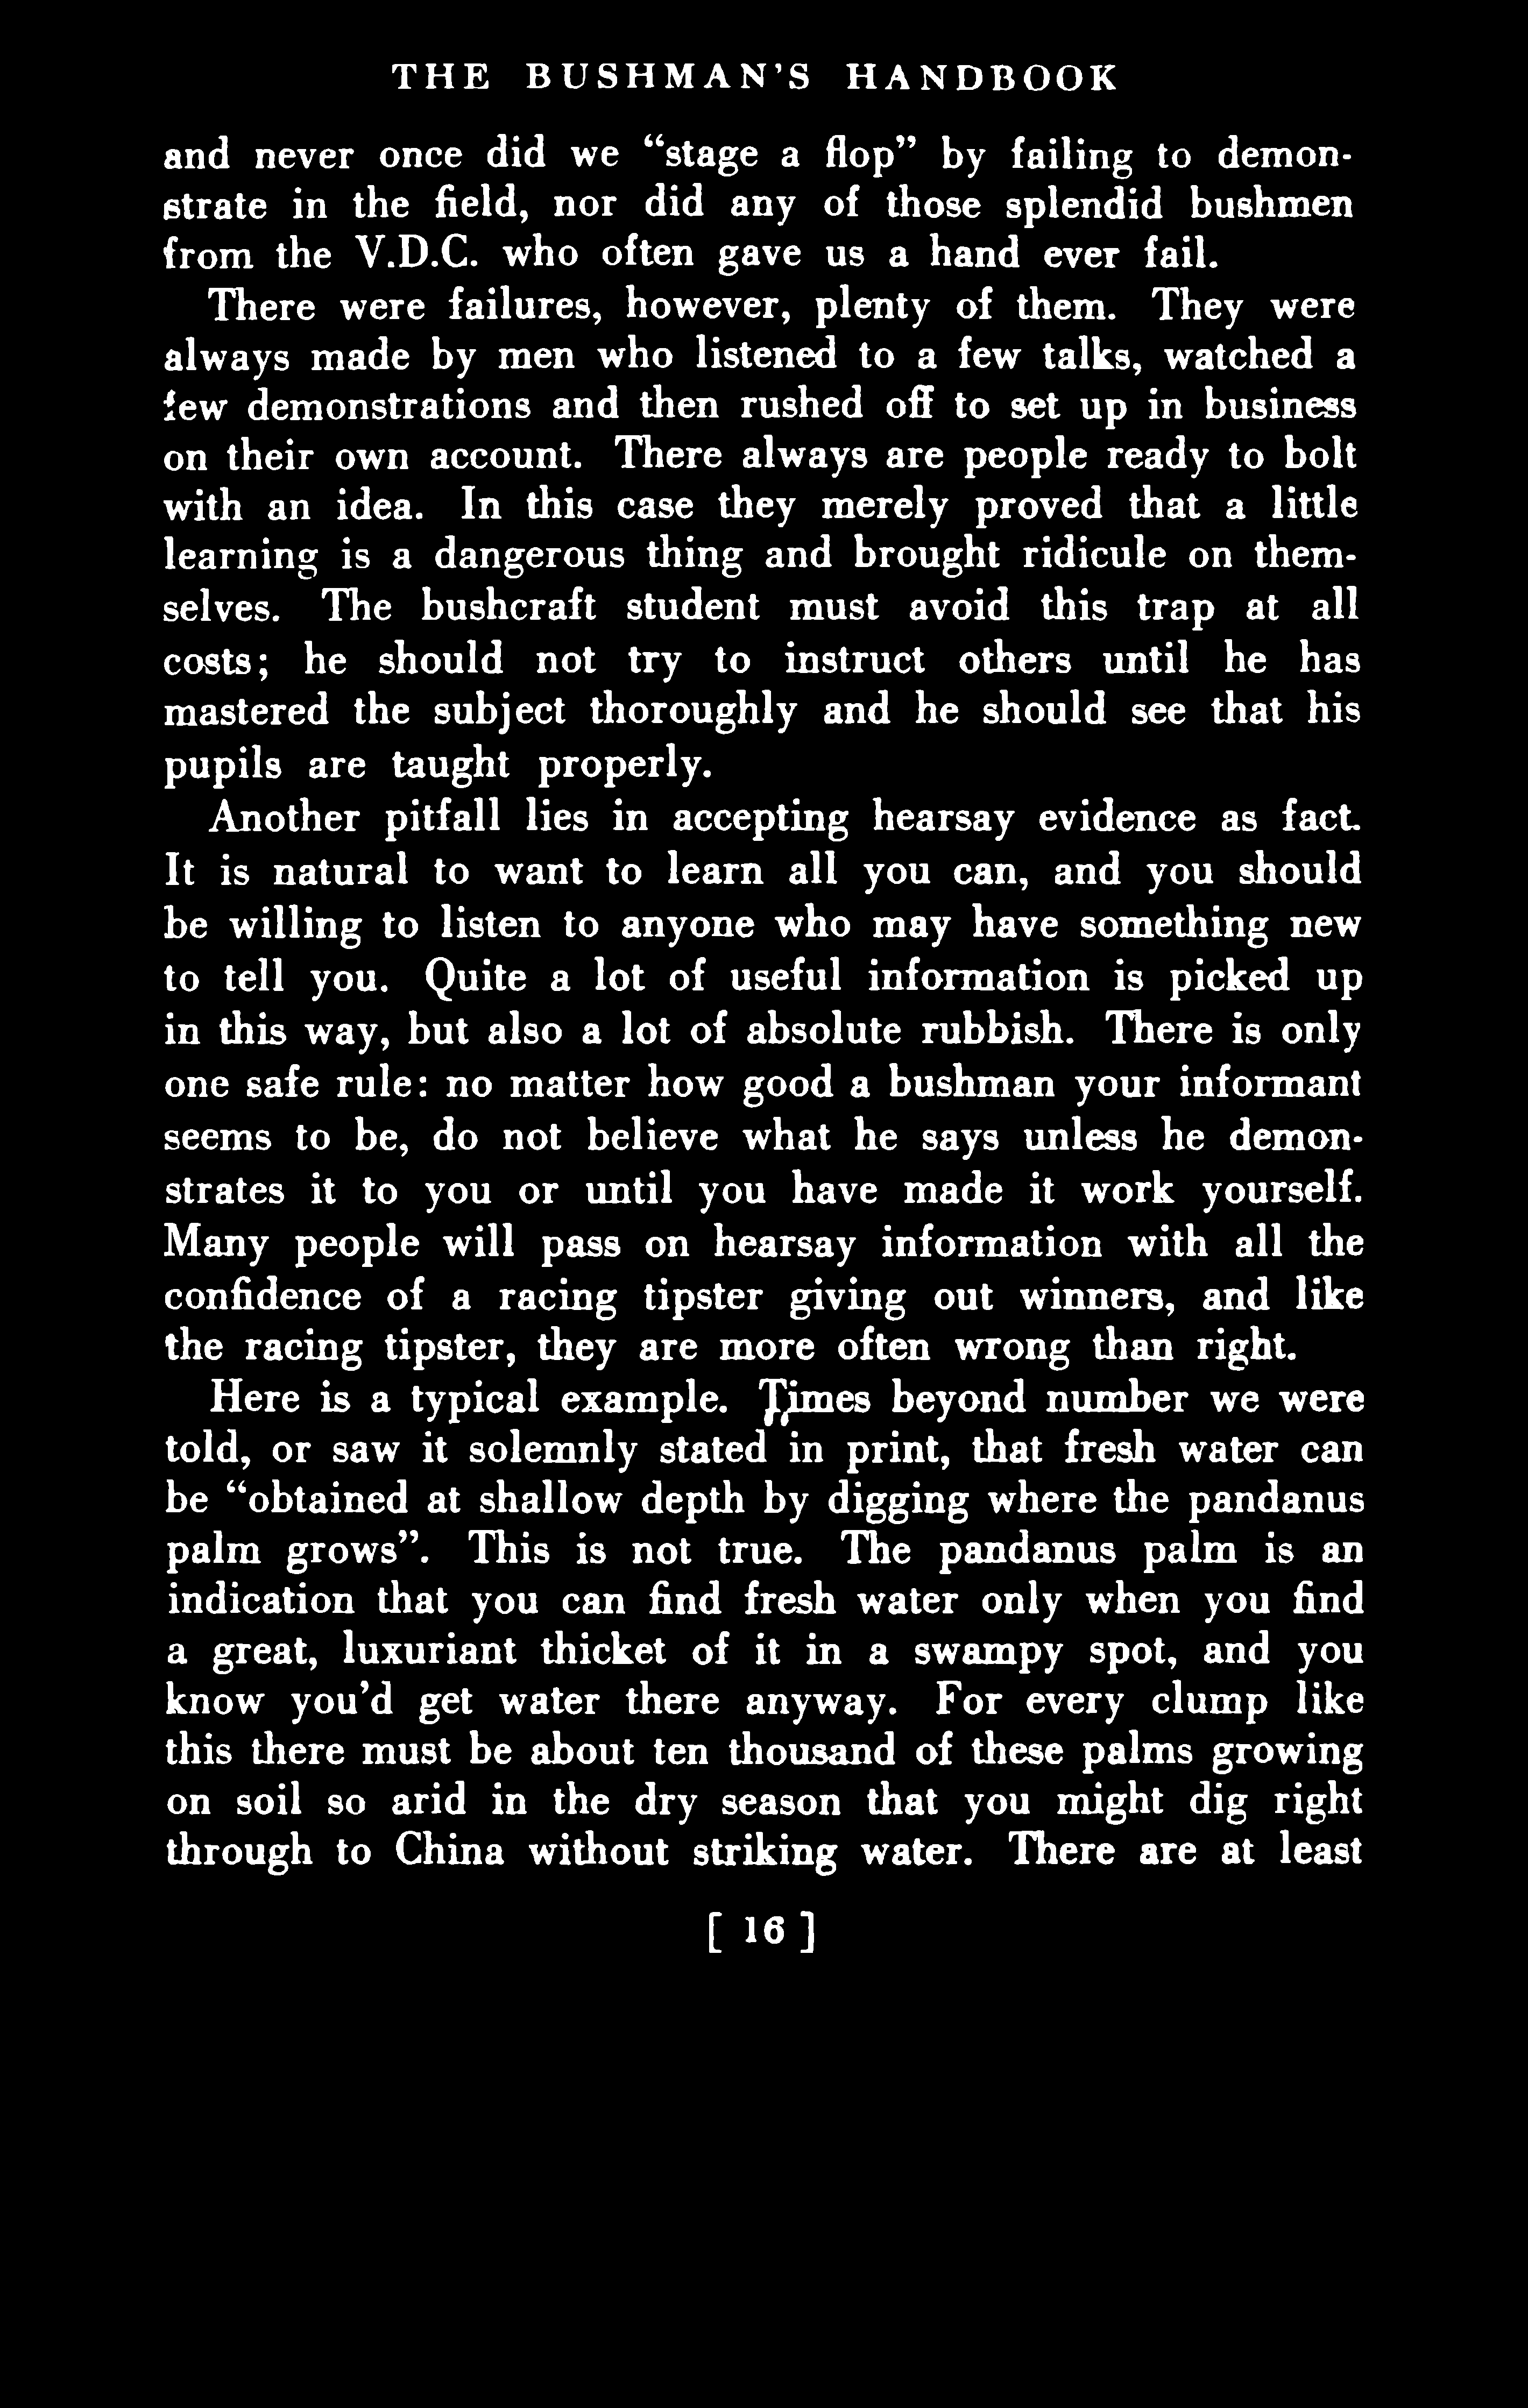 THE BUSHMAN'S HANDBOOK
and never once did we “stage a flop” by failing to demon-
strate in the field, nor did any of those splendid bushmen
from the V.D.C. who often gave us a hand ever fail.
There were failures, however, plenty of them. They were
always made by men who listened to a few talks, watched a
few demonstrations and then rushed off to set up in business
on their own account. There always are people ready to bolt
with an idea. In this case they merely proved that a little
learning is a dangerous thing and brought ridicule on them-
selves. The bushcraft student must avoid this trap at all
costs; he should not try to instruct others until he has
mastered the subject thoroughly and he should see that his
pupils are taught properly.
Another pitfall lies in accepting hearsay evidence as fact.
It is natural to want to learn all you can, and you should
be willing to listen to anyone who may have something new
to tell you. Quite a lot of useful information is picked up
in this way, but also a lot of absolute rubbish. There is only
one safe rule: no matter how good a bushman your informant
seems to be, do not believe what he says unless he demon-
strates it to you or until you have made it work yourself.
Many people will pass on hearsay information with all the
confidence of a racing tipster giving out winners, and like
the racing tipster, they are more often wrong than right.
Here is a typical example. Times beyond number we were
told, or saw it solemnly stated in print, that fresh water can
be “obtained at shallow depth by digging where the pandanus
palm grows”. This is not true. The pandanus palm is an
indication that you can find fresh water only when you find
a great, luxuriant thicket of it in a swampy spot, and you
know you'd get water there anyway. For every clump like
this there must be about ten thousand of these palms growing
on soil so arid in the dry season that you might dig right
through to China without striking water. There are at least
[ 16 ]